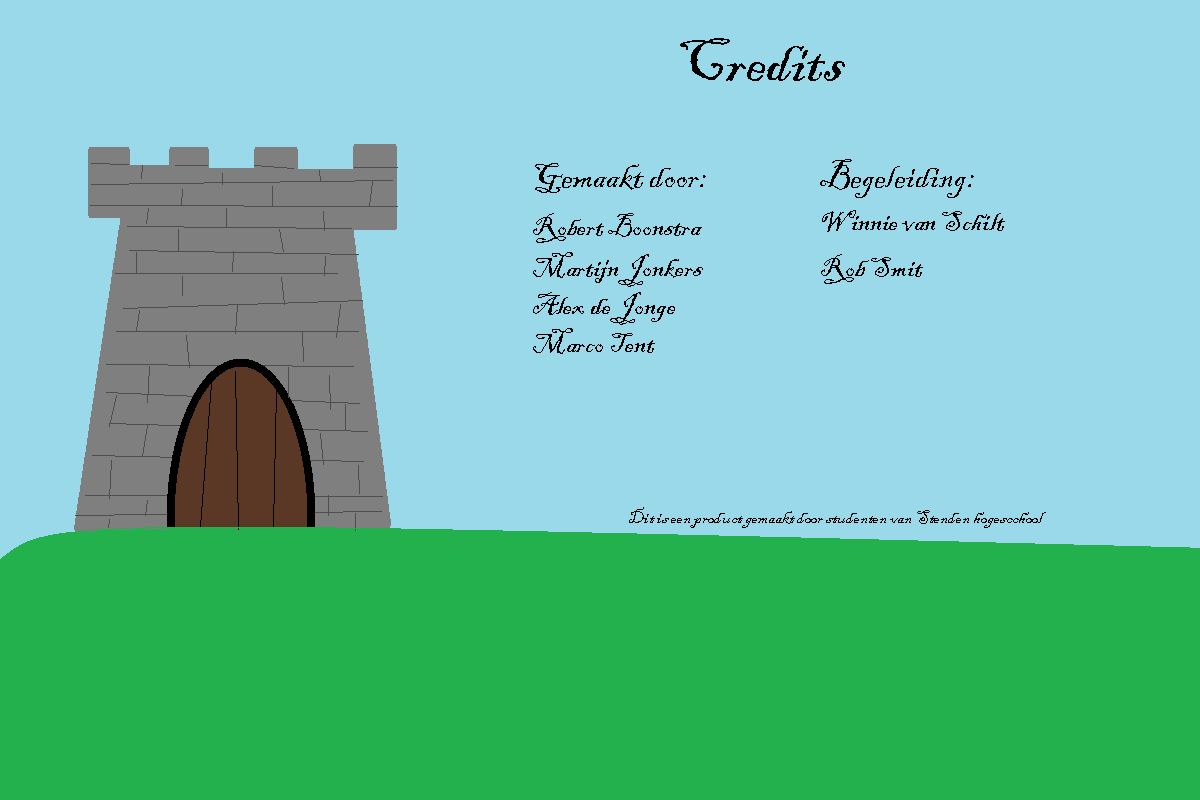 Credits
Gemaakt door:
Robert Boonstra
Martijn Jonkers
Alex de Jonge
Marco Tent
Begeleiding:
Winnie van Schilt
Rob Smit
Dit is een product gemaakt door studenten van Stenden hogeschool